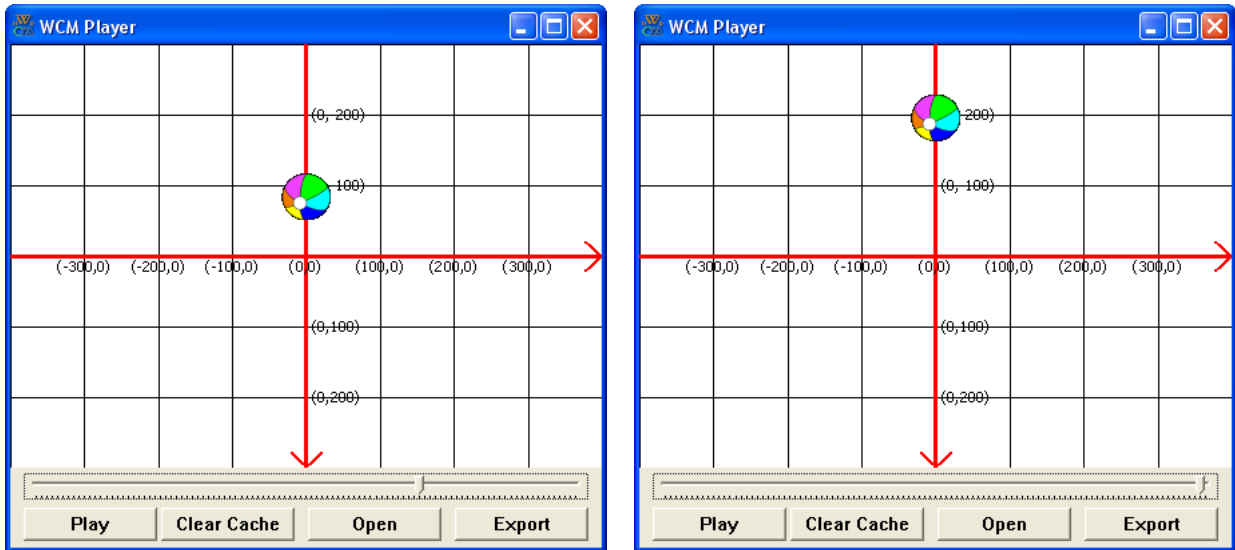 WCM Player
(0, 200)
100)
(-300,0) (-200,0) (-100,0) (0,0) (100,0) (200,0) (300,0)
(0,100)
(0,200)
Play Clear Cache Open Export
WCM Player
200)
(0, 100)
(-300,0) (-200,0) (-100,0) (0,0) (100,0) (200,0) (300,0)
(0,100)
(0,200)
Play Clear Cache Open Export